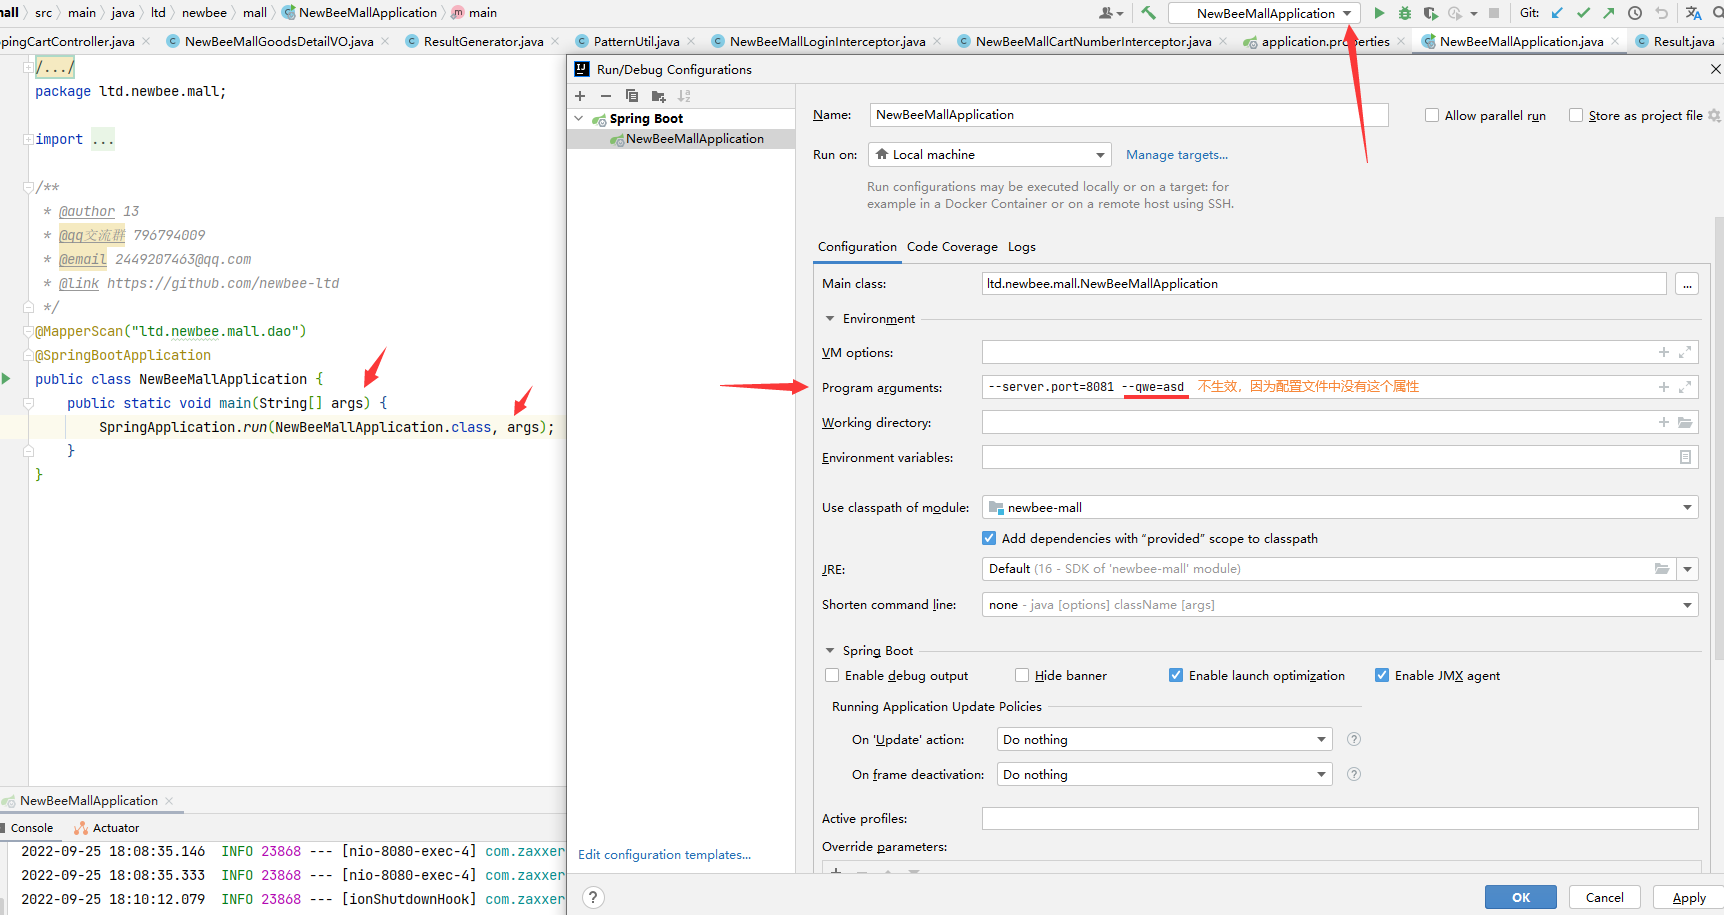 all
src
main
java
ltd
newbee
mall
NewBeeMallApplication
main
NewBeeMallApplication
Git:
pingCartController.java
NewBeeMallGoodsDetailVO.java
ResultGenerator.java
PatternUtil.java
NewBeeMallLoginInterceptor.java
NewBeeMallCartNumberInterceptor.java
application.properties
NewBeeMallApplication.java
Result.java
/.../
package ltd.newbee.mall;
import ...
/**
* @author 13
* @qq交流群 796794009
* @email 2449207463@qq.com
* @link https://github.com/newbee-ltd
*/
@MapperScan("ltd.newbee.mall.dao")
@SpringBootApplication
public class NewBeeMallApplication {
public static void main(String[] args) {
SpringApplication.run(NewBeeMallApplication.class, args);
}
}
Run/Debug Configurations
Spring Boot
NewBeeMallApplication
Edit configuration templates...
Name: NewBeeMallApplication
Allow parallel run
Store as project file
Run on: Local machine
Manage targets...
Run configurations may be executed locally or on a target: for
example in a Docker Container or on a remote host using SSH.
Configuration Code Coverage Logs
Main class: ltd.newbee.mall.NewBeeMallApplication ...
Environment
VM options:
Program arguments: --server.port=8081 --qwe=asd 不生效，因为配置文件中没有这个属性
Working directory:
Environment variables:
Use classpath of module: newbee-mall
Add dependencies with “provided” scope to classpath
JRE: Default (16 - SDK of 'newbee-mall' module)
Shorten command line: none - java [options] className [args]
Spring Boot
Enable debug output
Hide banner
Enable launch optimization
Enable JMX agent
Running Application Update Policies
On 'Update' action: Do nothing ?
On frame deactivation: Do nothing ?
Active profiles:
Override parameters:
? OK Cancel Apply
NewBeeMallApplication
Console Actuator
2022-09-25 18:08:35.146 INFO 23868 --- [nio-8080-exec-4] com.zaxxer
2022-09-25 18:08:35.333 INFO 23868 --- [nio-8080-exec-4] com.zaxxer
2022-09-25 18:10:12.079 INFO 23868 --- [ionShutdownHook] com.zaxxer